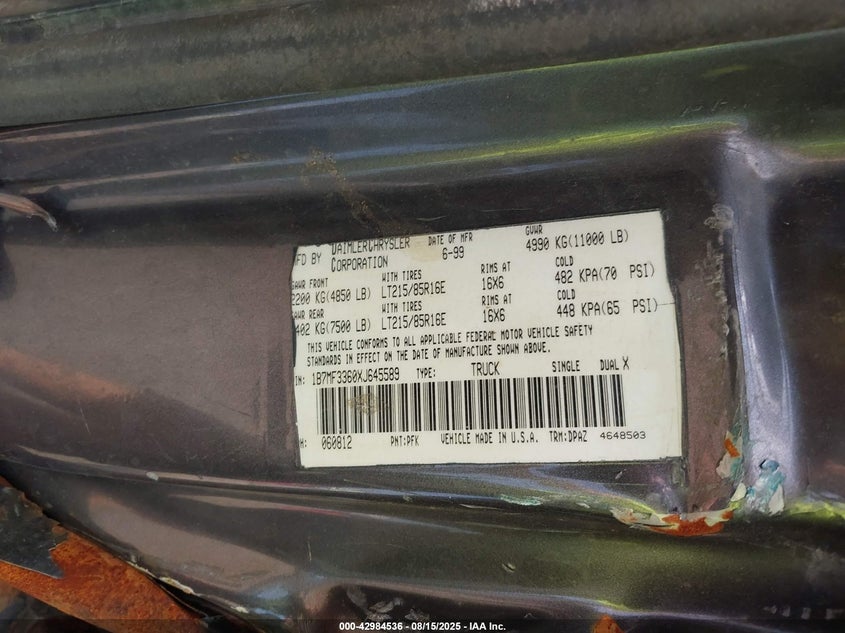 FD BY DAIMLERCHRYSLER CORPORATION DATE OF MFR 6-99 GVWR 4990 KG(11000 LB)
GAWR FRONT WITH TIRES RIMS AT COLD
2200 KG(4850 LB) LT215/85R16E 16X6 482 KPA(70 PSI)
AWR REAR WITH TIRES RIMS AT COLD
402 KG(7500 LB) LT215/85R16E 16X6 448 KPA(65 PSI)
THIS VEHICLE CONFORMS TO ALL APPLICABLE FEDERAL MOTOR VEHICLE SAFETY
STANDARDS IN EFFECT ON THE DATE OF MANUFACTURE SHOWN ABOVE.
IN: 1B7MF3360XJ645589 TYPE: TRUCK SINGLE DUAL X
H: 060812 PNT:PFK VEHICLE MADE IN U.S.A. TRM:DPAZ 4648503
000-42984536 - 08/15/2025 - IAA Inc.